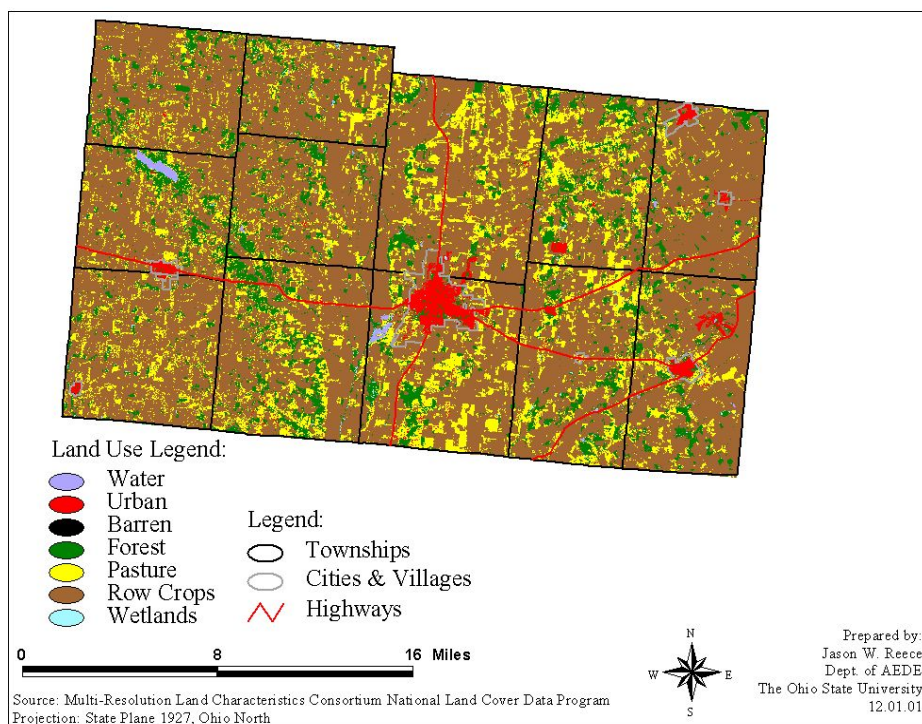 Land Use Legend:
Water
Urban
Barren
Forest
Pasture
Row Crops
Wetlands
Legend:
Townships
Cities & Villages
Highways
0 8 16 Miles
N
W E
S
Prepared by:
Jason W. Reece
Dept. of AEDE
The Ohio State University
12.01.01
Source: Multi-Resolution Land Characteristics Consortium National Land Cover Data Program
Projection: State Plane 1927, Ohio North